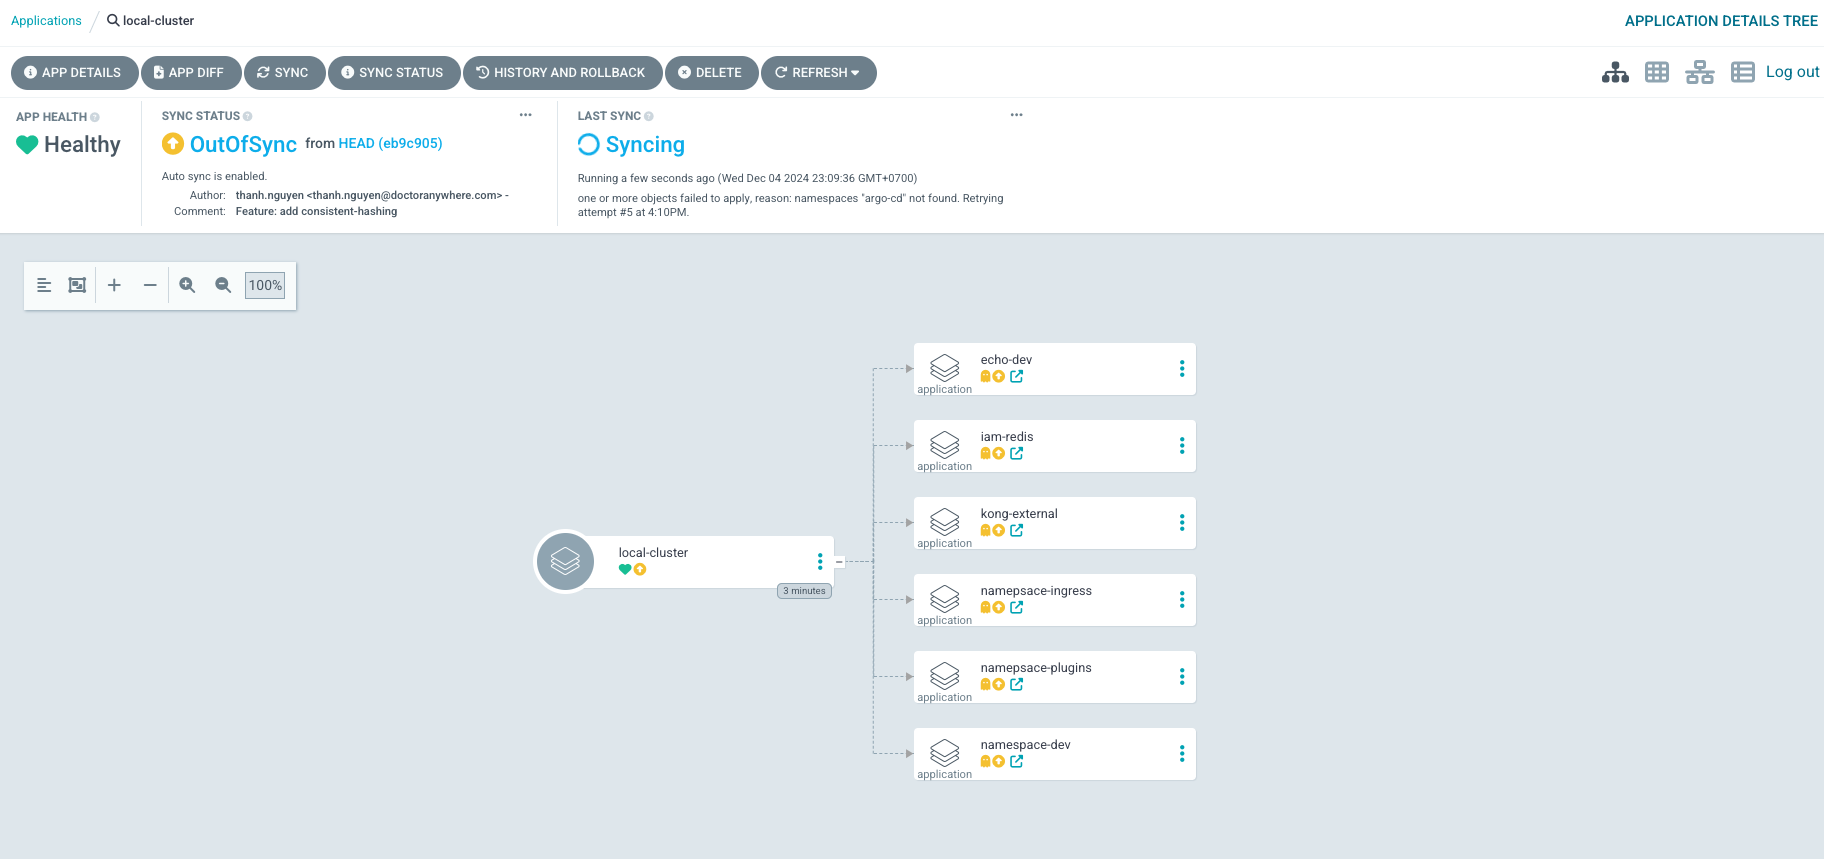 Applications / local-cluster
APPLICATION DETAILS TREE
APP DETAILS
APP DIFF
SYNC
SYNC STATUS
HISTORY AND ROLLBACK
DELETE
REFRESH
Log out
APP HEALTH
Healthy
SYNC STATUS
OutOfSync from HEAD (eb9c905)
Auto sync is enabled.
Author: thanh.nguyen <thanh.nguyen@doctoranywhere.com> -
Comment: Feature: add consistent-hashing
LAST SYNC
Syncing
Running a few seconds ago (Wed Dec 04 2024 23:09:36 GMT+0700)
one or more objects failed to apply, reason: namespaces "argo-cd" not found. Retrying
attempt #5 at 4:10PM.
100%
echo-dev
application
iam-redis
application
kong-external
application
local-cluster
3 minutes
namepsace-ingress
application
namepsace-plugins
application
namespace-dev
application